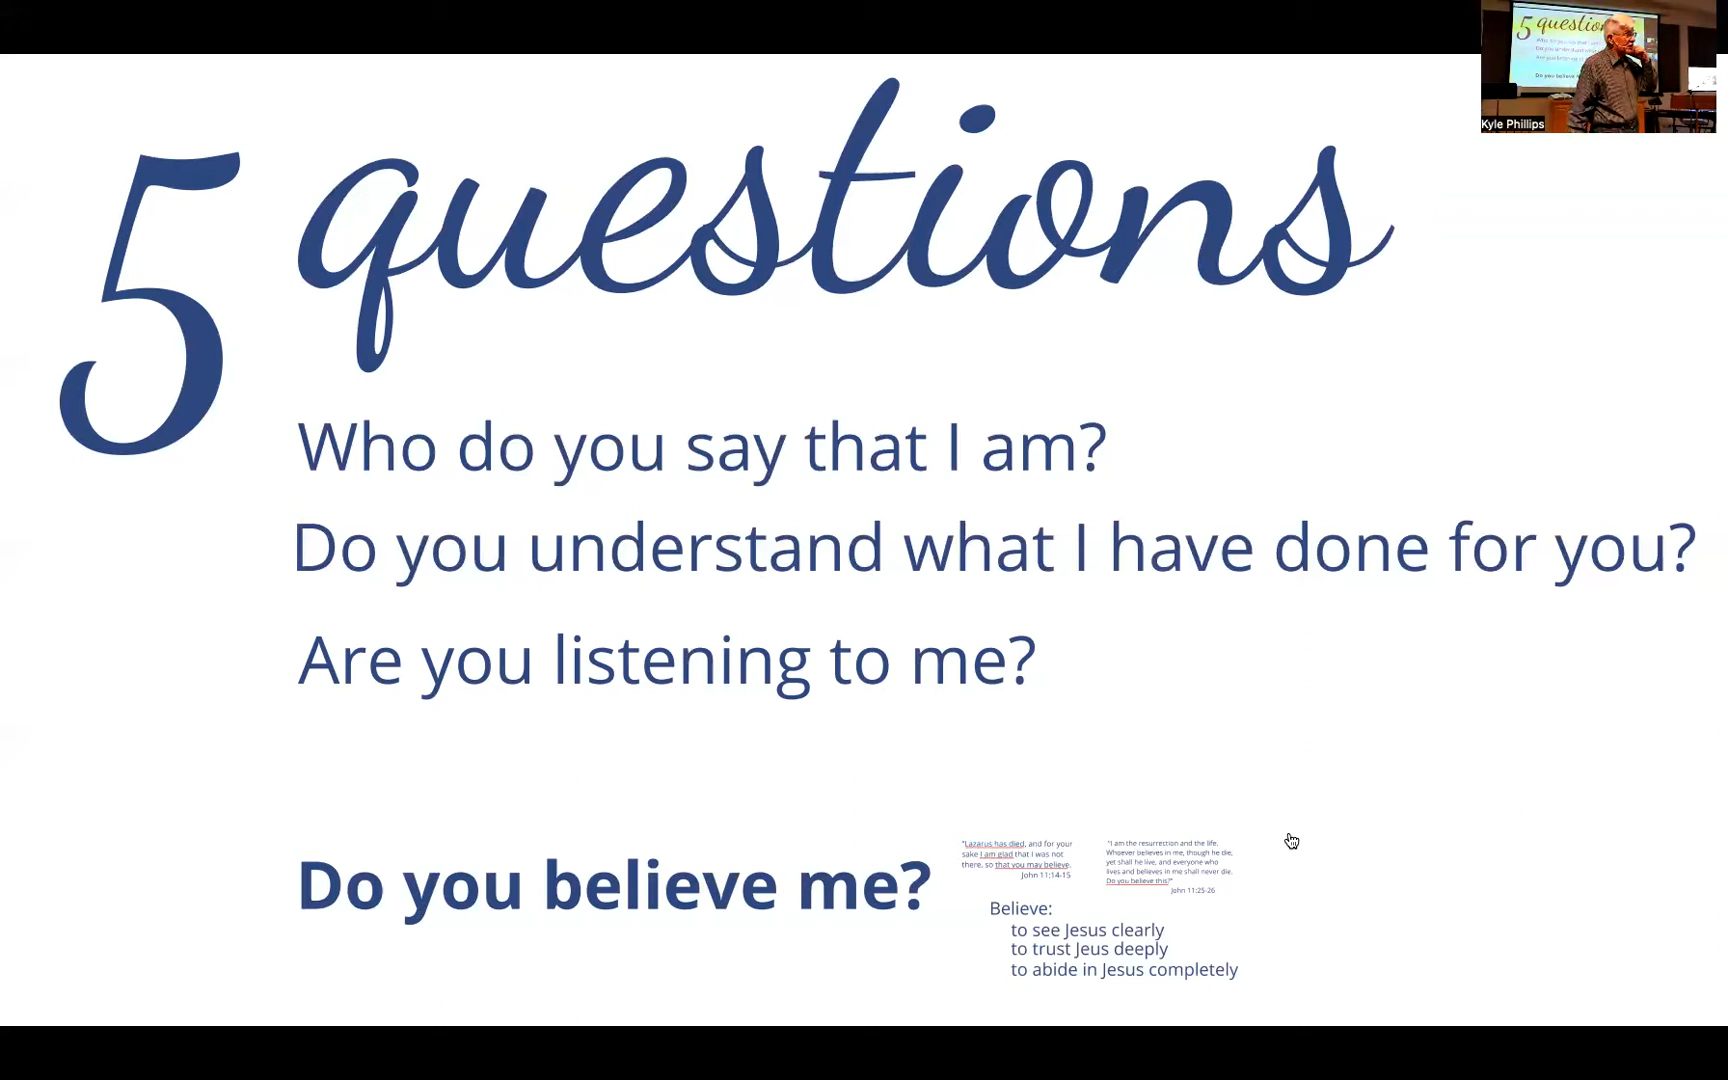 5 questions
Who do you say that I am?
Do you understand what I have done for you?
Are you listening to me?
Do you believe me?
"Lazarus has died, and for your
sake I am glad that I was not
there, so that you may believe.
John 11:14-15
"I am the resurrection and the life.
Whoever believes in me, though he die,
yet shall he live, and everyone who
lives and believes in me shall never die.
Do you believe this?"
John 11:25-26
Believe:
to see Jesus clearly
to trust Jeus deeply
to abide in Jesus completely
5 questio
Do you believe
Kyle Phillips